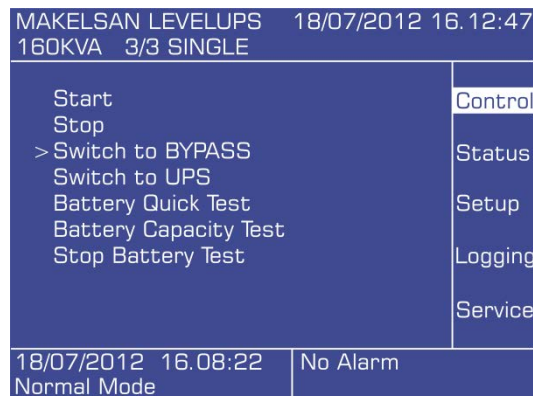 MAKELSAN LEVELUPS 18/07/2012 16.12:47
160KVA 3/3 SINGLE
Start
Stop
> Switch to BYPASS
Switch to UPS
Battery Quick Test
Battery Capacity Test
Stop Battery Test
Control
Status
Setup
Logging
Service
18/07/2012 16.08:22 No Alarm
Normal Mode